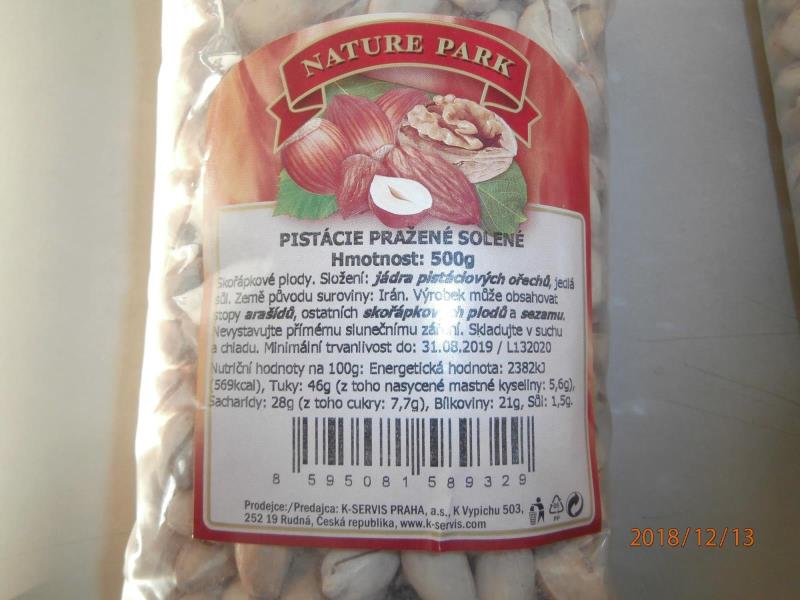 NATURE PARK
PISTÁCIE PRAŽENÉ SOLENÉ
Hmotnost: 500g
Skořápkové plody. Složení: jádra pistáciových ořechů, jedlá
sůl. Země původu suroviny: Irán. Výrobek může obsahovat
stopy arašídů, ostatních skořápkových plodů a sezamu.
Nevystavujte přímému slunečnímu záření. Skladujte v suchu
a chladu. Minimální trvanlivost do: 31.08.2019 / L132020
Nutriční hodnoty na 100g: Energetická hodnota: 2382kJ
(569kcal), Tuky: 46g (z toho nasycené mastné kyseliny: 5,6g),
Sacharidy: 28g (z toho cukry: 7,7g), Bílkoviny: 21g, Sůl: 1,5g.
8 595081 589329
Prodejce:/Predajca: K-SERVIS PRAHA, a.s., K Vypichu 503,
252 19 Rudná, Česká republika, www.k-servis.com
PP
2018/12/13